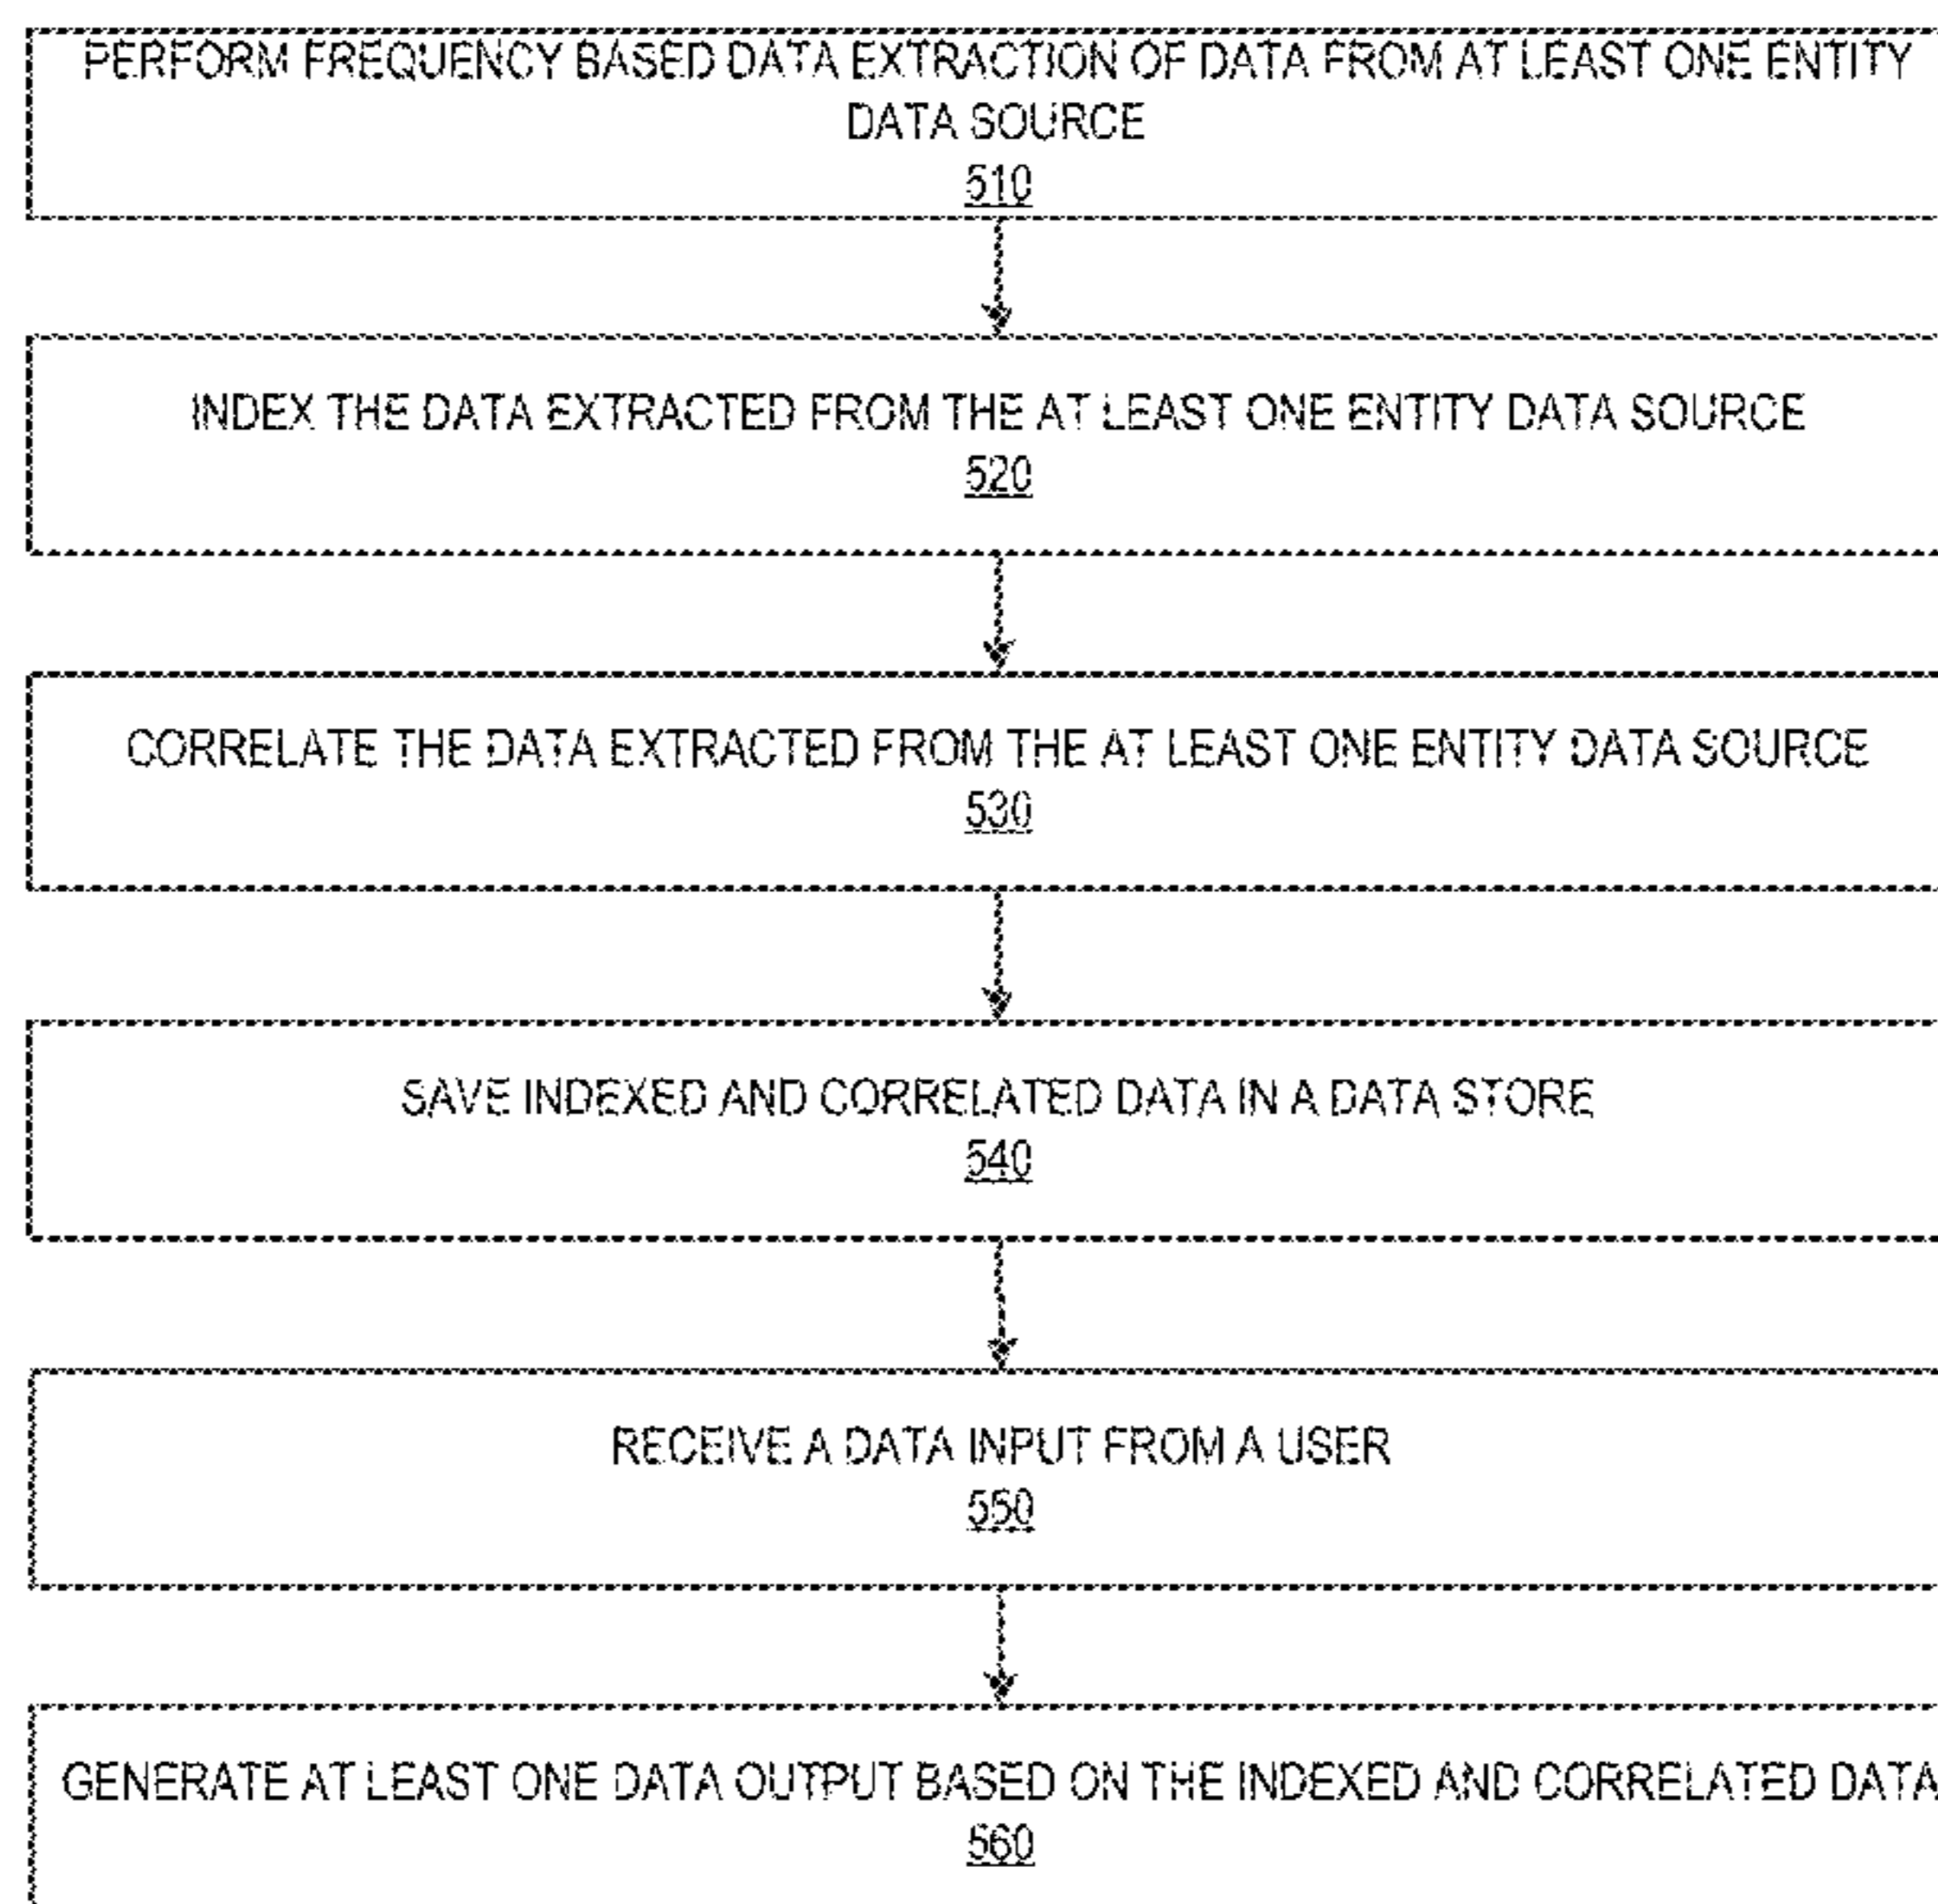 PERFORM FREQUENCY BASED DATA EXTRACTION OF DATA FROM AT LEAST ONE ENTITY
DATA SOURCE
510
INDEX THE DATA EXTRACTED FROM THE AT LEAST ONE ENTITY DATA SOURCE
520
CORRELATE THE DATA EXTRACTED FROM THE AT LEAST ONE ENTITY DATA SOURCE
530
SAVE INDEXED AND CORRELATED DATA IN A DATA STORE
540
RECEIVE A DATA INPUT FROM A USER
550
GENERATE AT LEAST ONE DATA OUTPUT BASED ON THE INDEXED AND CORRELATED DATA
560